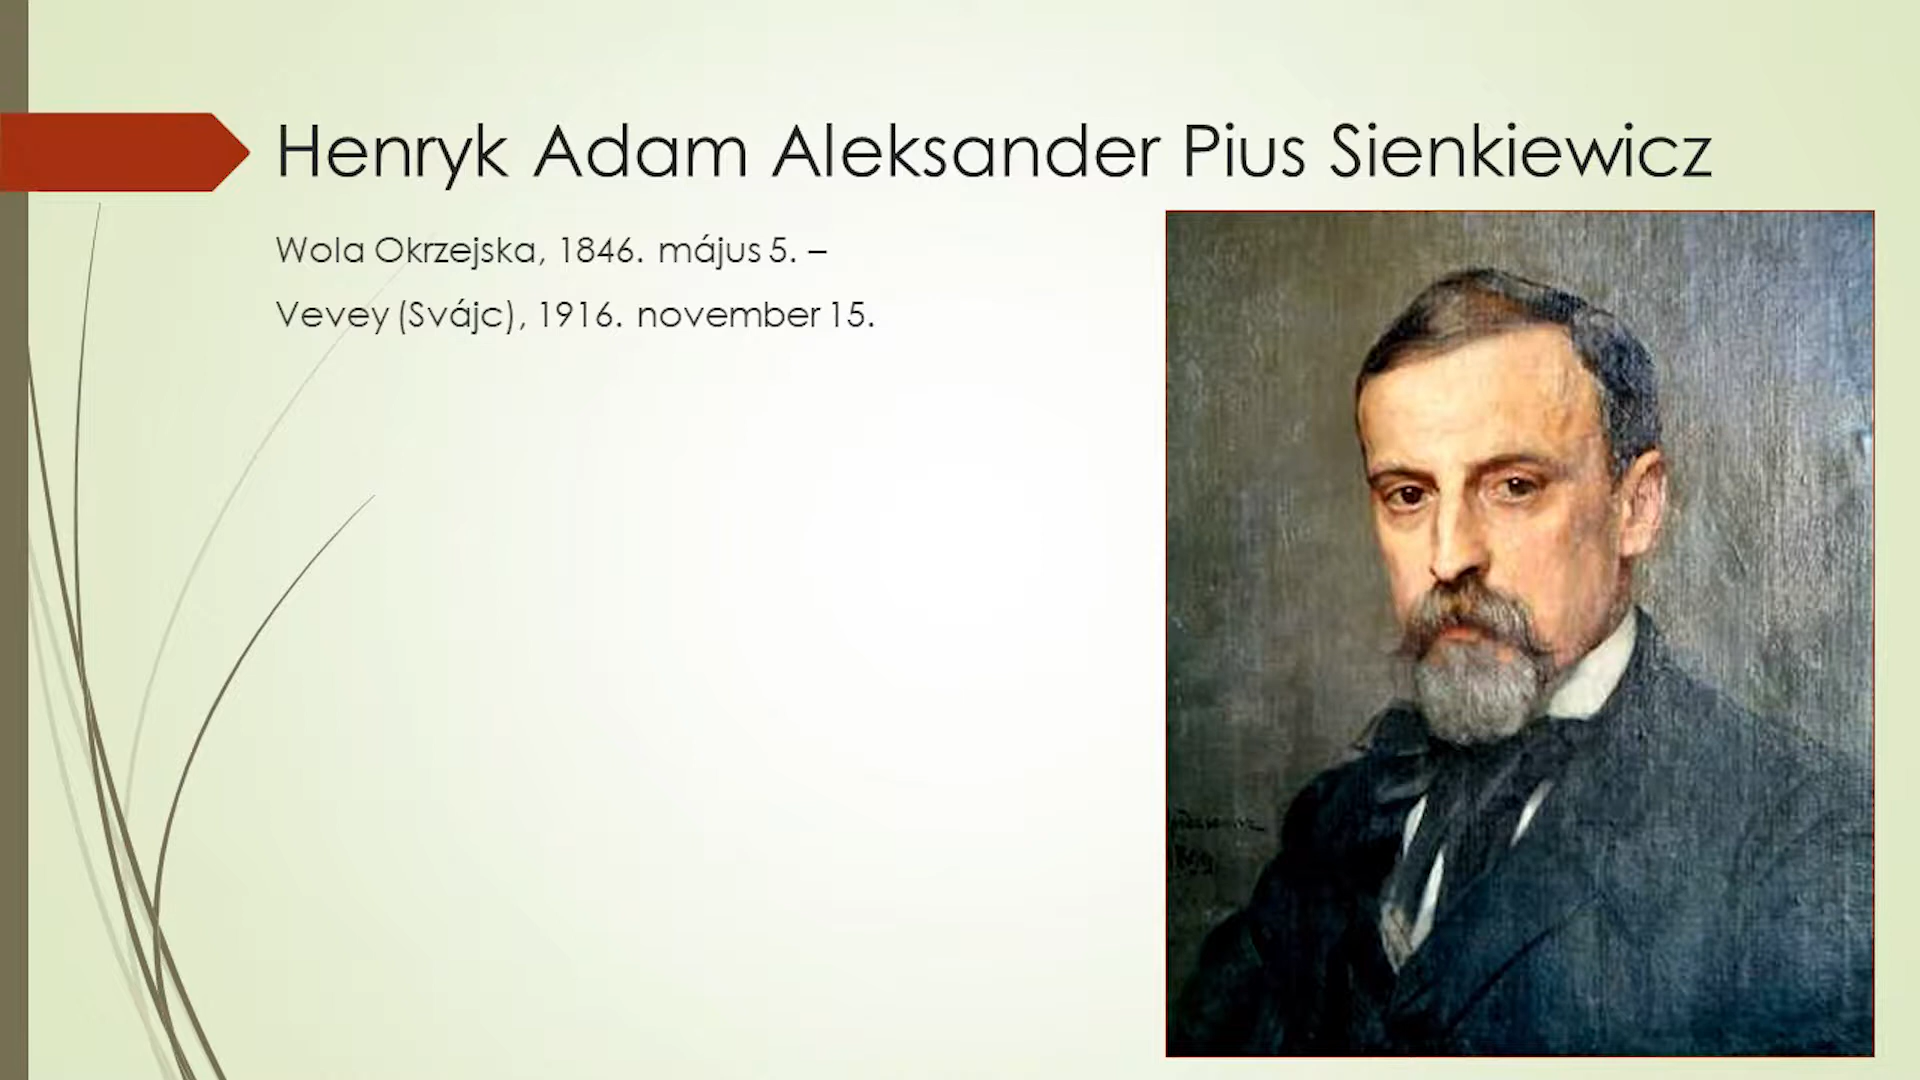 Henryk Adam Aleksander Pius Sienkiewicz
Wola Okrzejska, 1846. május 5. –
Vevey (Svájc), 1916. november 15.